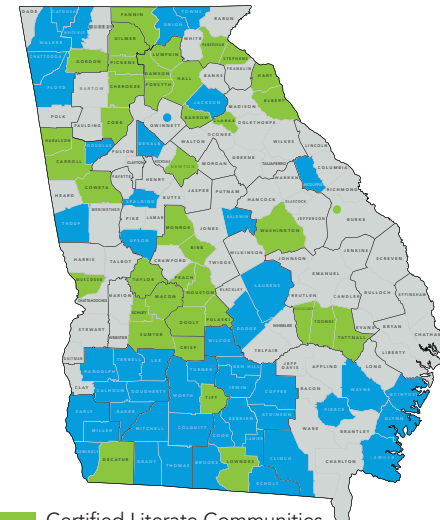 DADE
FANNIN
TOWNS
UNION
RABUN
MURRAY
WALKER
GILMER
WHITE
LUMPKIN
HABERSHAM
CHATTOOGA
STEPHENS
GORDON
PICKENS
DAWSON
HALL
BANKS
FRANKLIN
HART
FLOYD
BARTOW
CHEROKEE
FORSYTH
JACKSON
MADISON
ELBERT
POLK
COBB
BARROW
CLARKE
OGLETHORPE
PAULDING
GWINNETT
OCONEE
HARALSON
DOUGLAS
DEKALB
WALTON
WILKES
LINCOLN
FULTON
MORGAN
GREENE
TALIAFERRO
COLUMBIA
CARROLL
CLAYTON
NEWTON
WARREN
RICHMOND
COWETA
FAYETTE
HENRY
JASPER
PUTNAM
HANCOCK
GLASCOCK
HEARD
SPALDING
BUTTS
BURKE
MERIWETHER
PIKE
LAMAR
JEFFERSON
TROUP
MONROE
JONES
BALDWIN
WASHINGTON
UPSON
BIBB
WILKINSON
JENKINS
SCREVEN
HARRIS
TALBOT
CRAWFORD
TWIGGS
JOHNSON
EMANUEL
MUSCOGEE
TAYLOR
PEACH
HOUSTON
BLECKLEY
LAURENS
TREUTLEN
CANDLER
BULLOCH
EFFINGHAM
CHATTAHOOCHEE
MARION
MACON
SCHLEY
DOOLY
PULASKI
DODGE
WHEELER
TOOMBS
EVANS
BRYAN
CHATHAM
STEWART
WEBSTER
SUMTER
CRISP
WILCOX
TELFAIR
TATTNALL
LIBERTY
QUITMAN
TERRELL
LEE
TURNER
BEN HILL
JEFF
DAVIS
APPLING
LONG
RANDOLPH
CLAY
CALHOUN
DOUGHERTY
WORTH
IRWIN
COFFEE
BACON
WAYNE
MCINTOSH
EARLY
BAKER
TIFT
PIERCE
GLYNN
MILLER
MITCHELL
COLQUITT
BERRIEN
ATKINSON
WARE
BRANTLEY
COOK
LANIER
DECATUR
GRADY
THOMAS
BROOKS
LOWNDES
CLINCH
CHARLTON
CAMDEN
ECHOLS
Certified Literate Communities